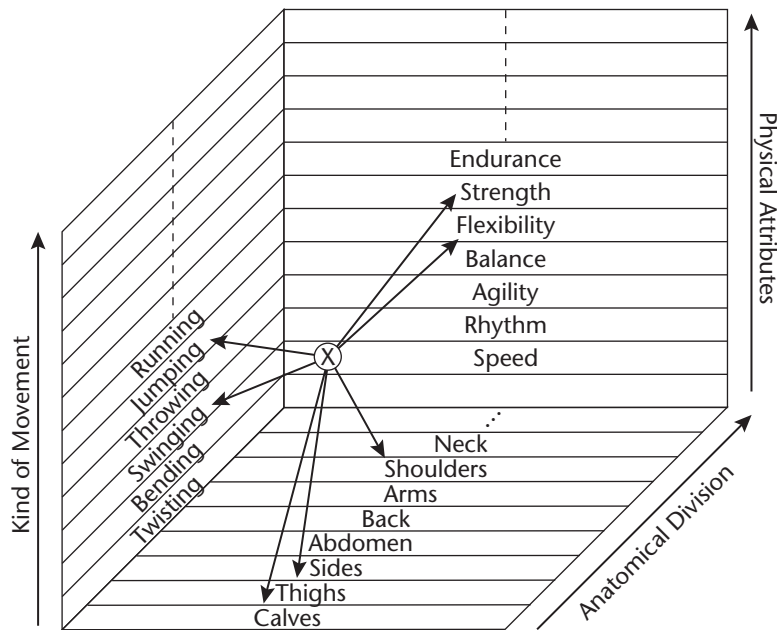 Endurance
Strength
Flexibility
Balance
Agility
Rhythm
Speed
Physical Attributes
Running
Jumping
Throwing
Swinging
Bending
Twisting
Kind of Movement
X
...
Neck
Shoulders
Arms
Back
Abdomen
Sides
Thighs
Calves
Anatomical Division